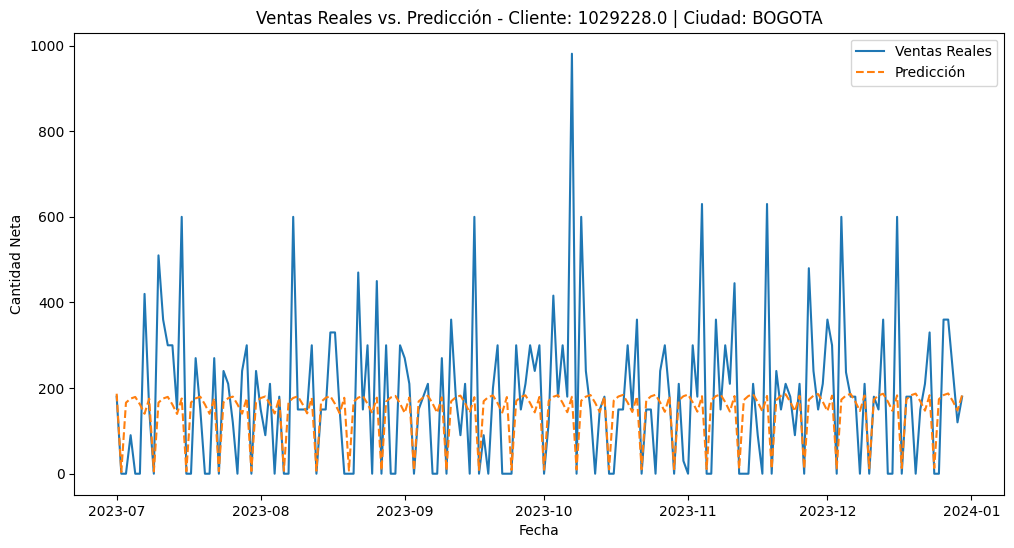 Ventas Reales vs. Predicción - Cliente: 1029228.0 | Ciudad: BOGOTA
Ventas Reales
Predicción
Cantidad Neta
1000
800
600
400
200
0
2023-07
2023-08
2023-09
2023-10
2023-11
2023-12
2024-01
Fecha